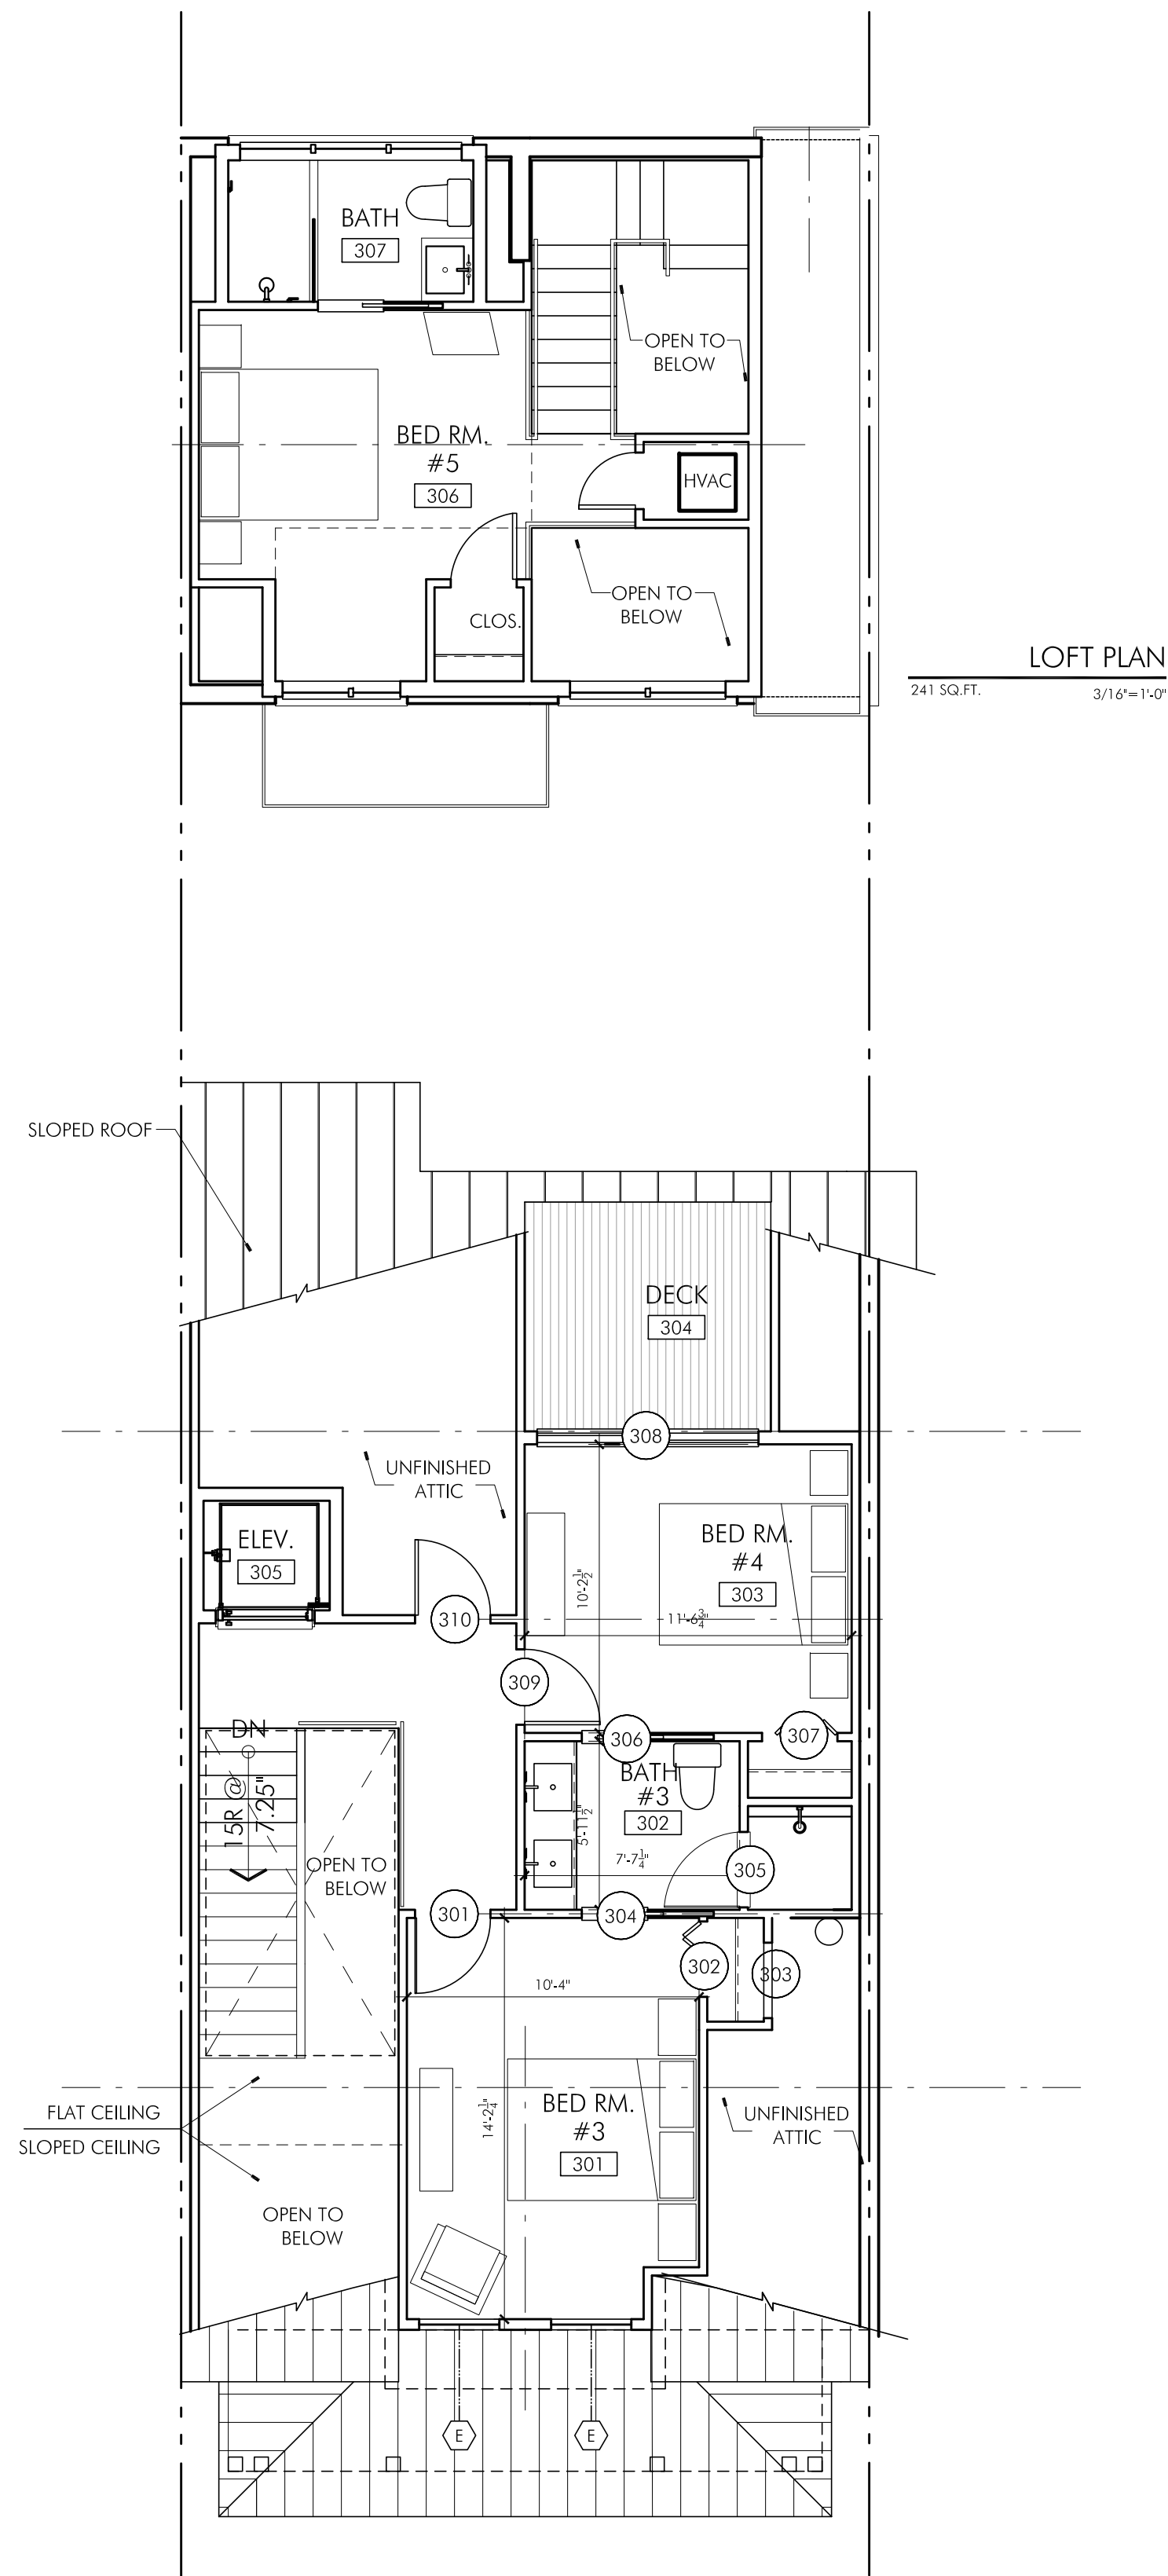 BATH
307
OPEN TO
BELOW
BED RM.
#5
306
HVAC
CLOS.
OPEN TO
BELOW
LOFT PLAN
241 SQ.FT.
3/16"=1'-0"
SLOPED ROOF
DECK
304
308
UNFINISHED
ATTIC
ELEV.
305
BED RM.
#4
303
10'-2½"
11'-6¾"
310
309
DN
15R @
7.25"
306
307
BATH
#3
302
5'-11½"
7'-7¼"
305
OPEN TO
BELOW
301
304
302
303
10'-4"
14'-2¼"
BED RM.
#3
301
FLAT CEILING
SLOPED CEILING
UNFINISHED
ATTIC
OPEN TO
BELOW
E
E